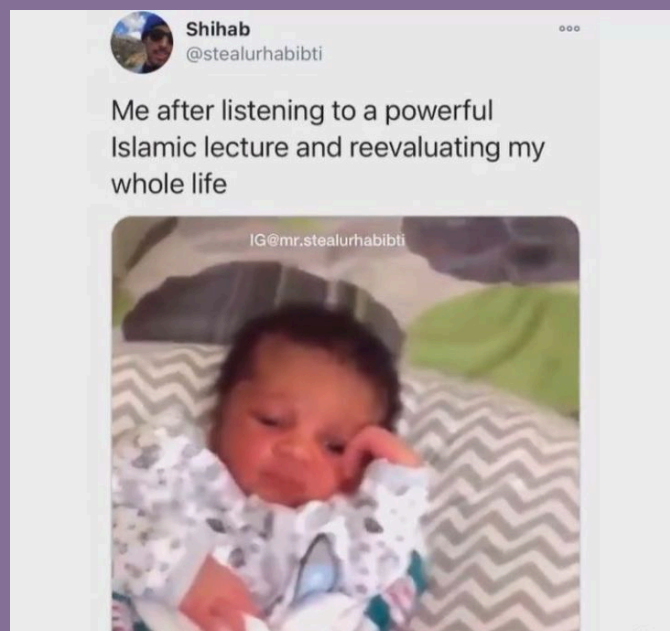 Shihab
@stealurhabibti
Me after listening to a powerful
Islamic lecture and reevaluating my
whole life
IG@mr.stealurhabibti